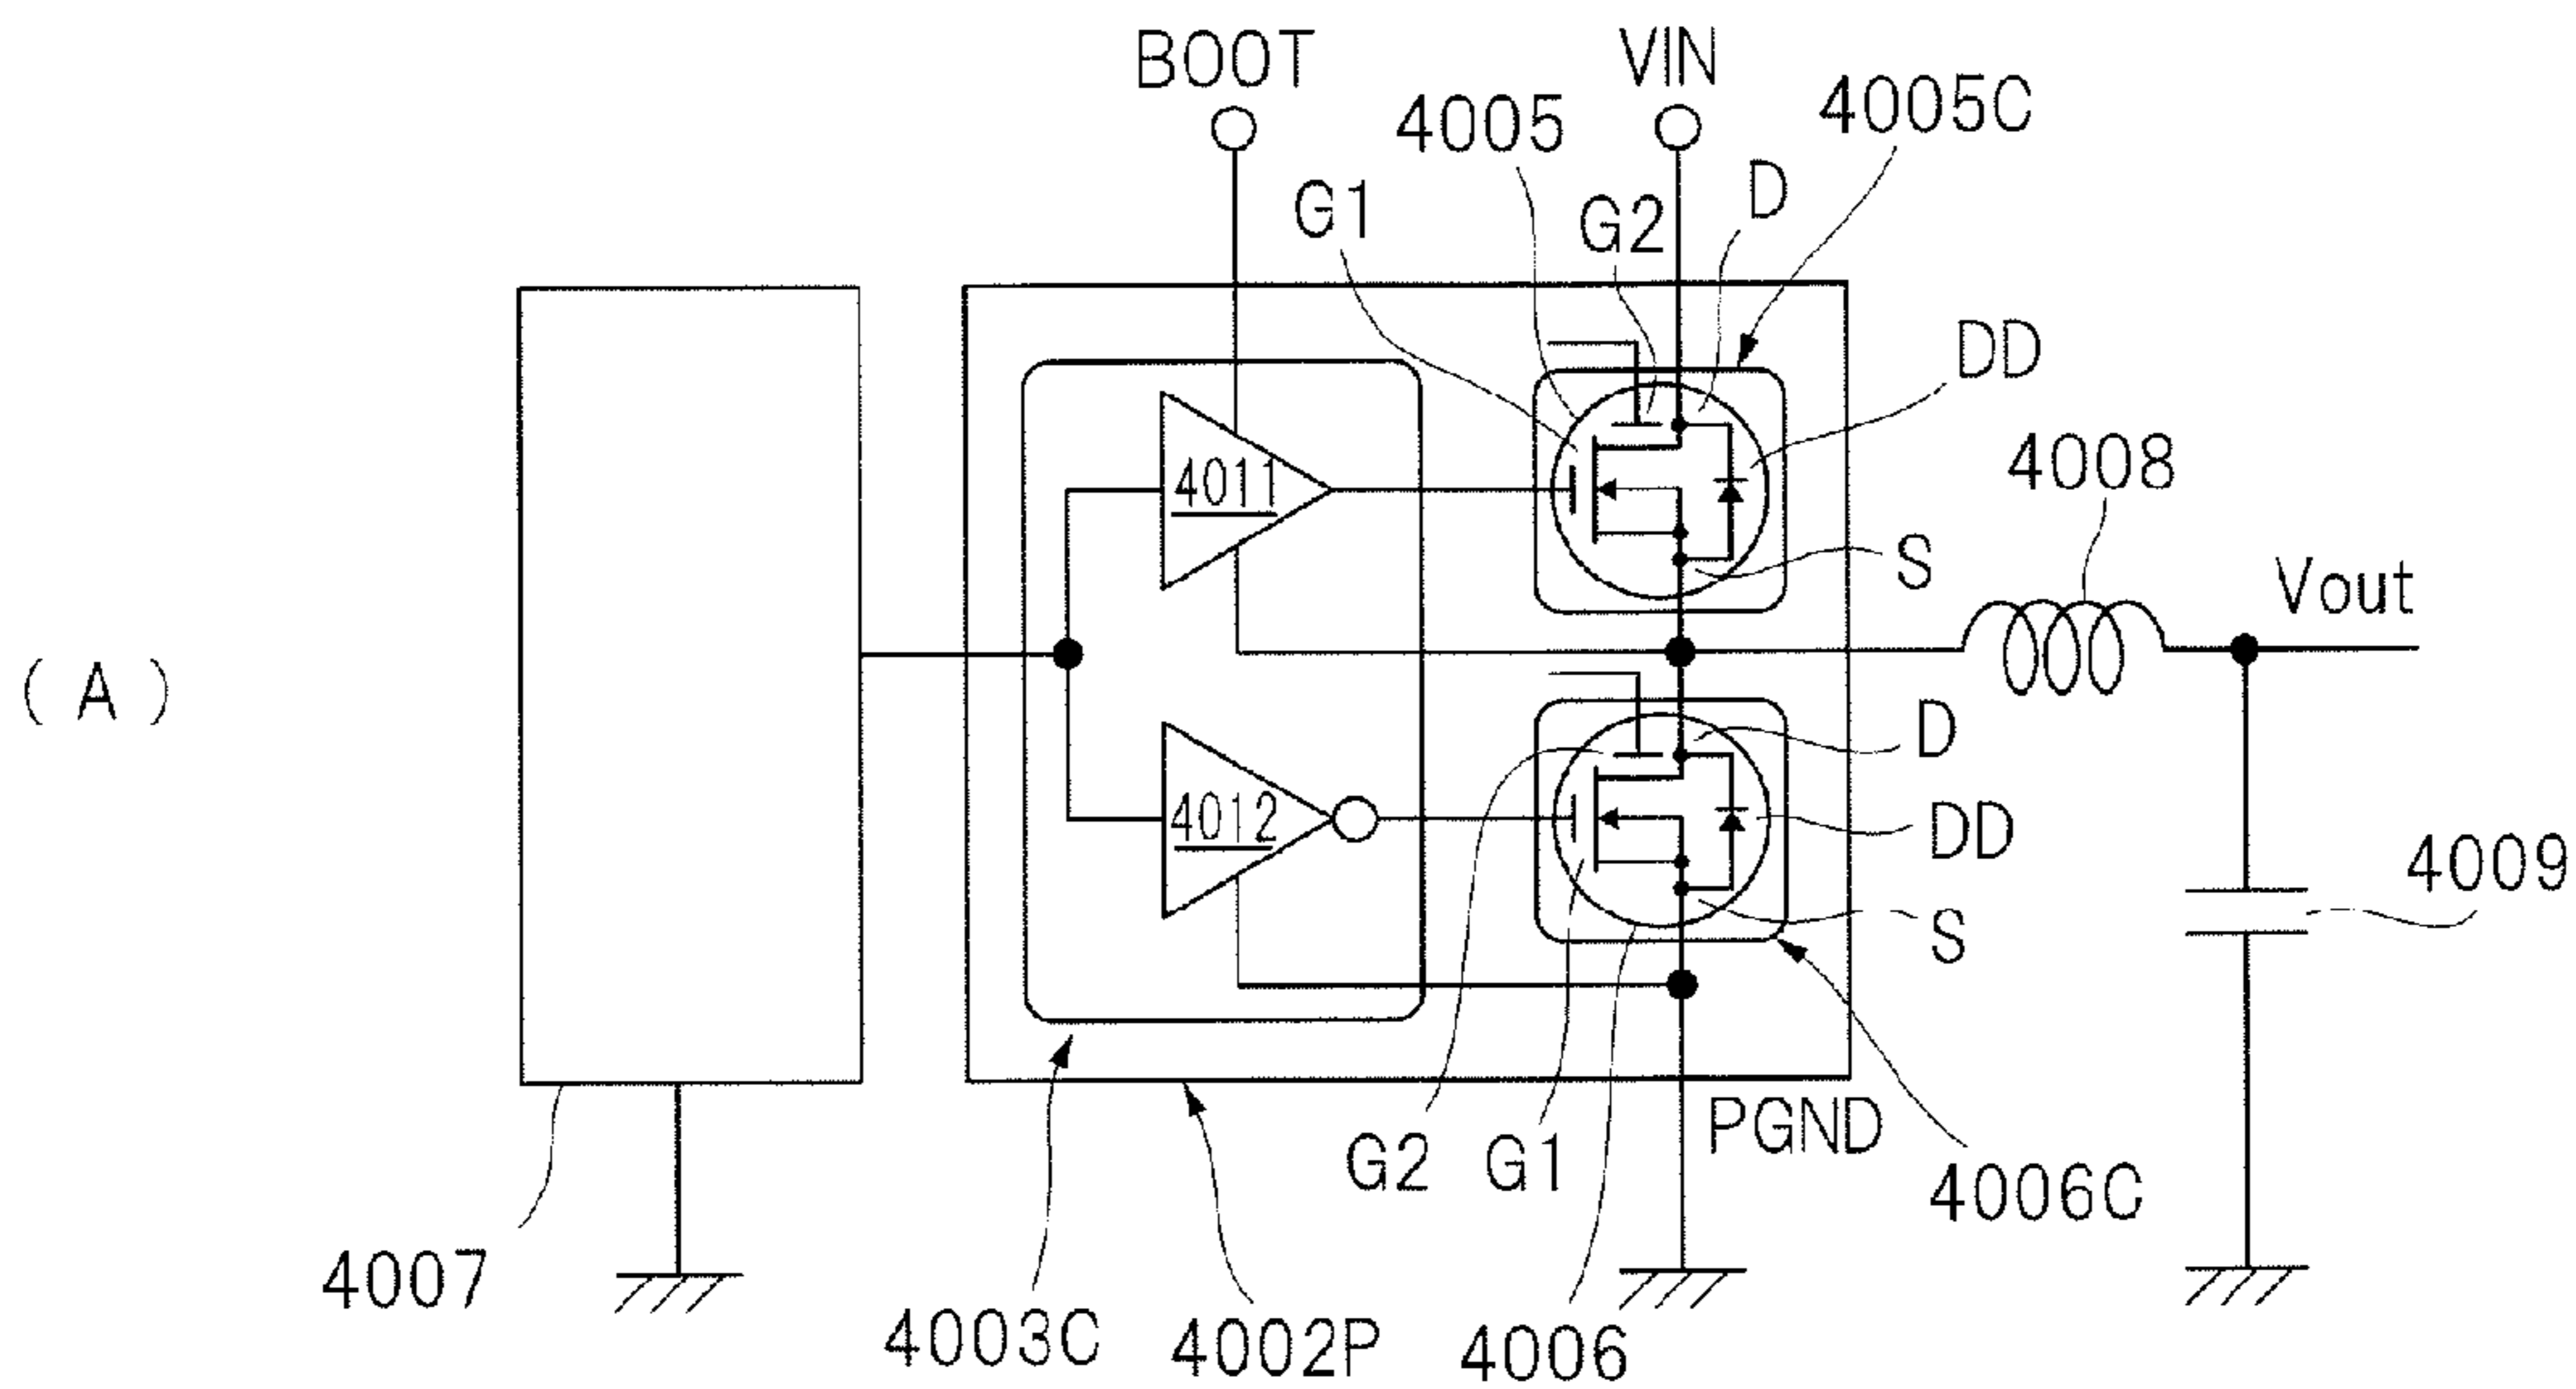 BOOT
VIN
4005
4005C
G1
G2
D
DD
4011
4008
S
Vout
( A )
D
4012
DD
4009
S
PGND
G2
G1
4006C
4007
4003C
4002P
4006